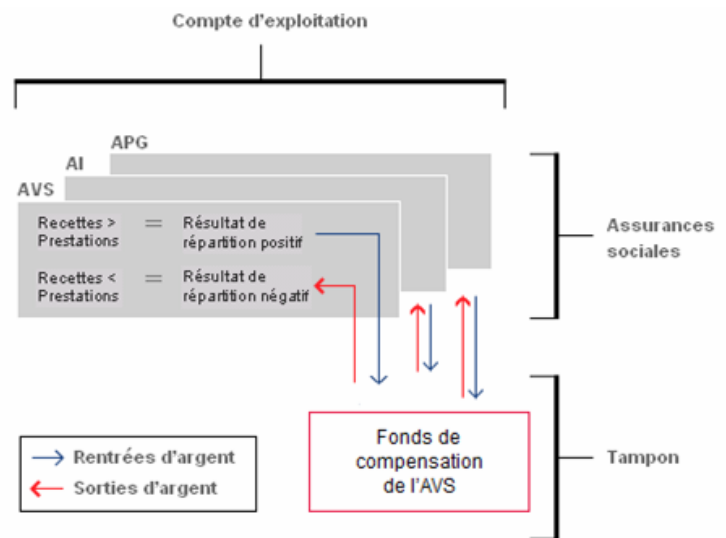 Compte d'exploitation
APG
AI
AVS
Recettes > = Résultat de
Prestations répartition positif
Recettes < = Résultat de
Prestations répartition négatif
Assurances
sociales
Fonds de
compensation
de l'AVS
Tampon
Rentrées d'argent
Sorties d'argent